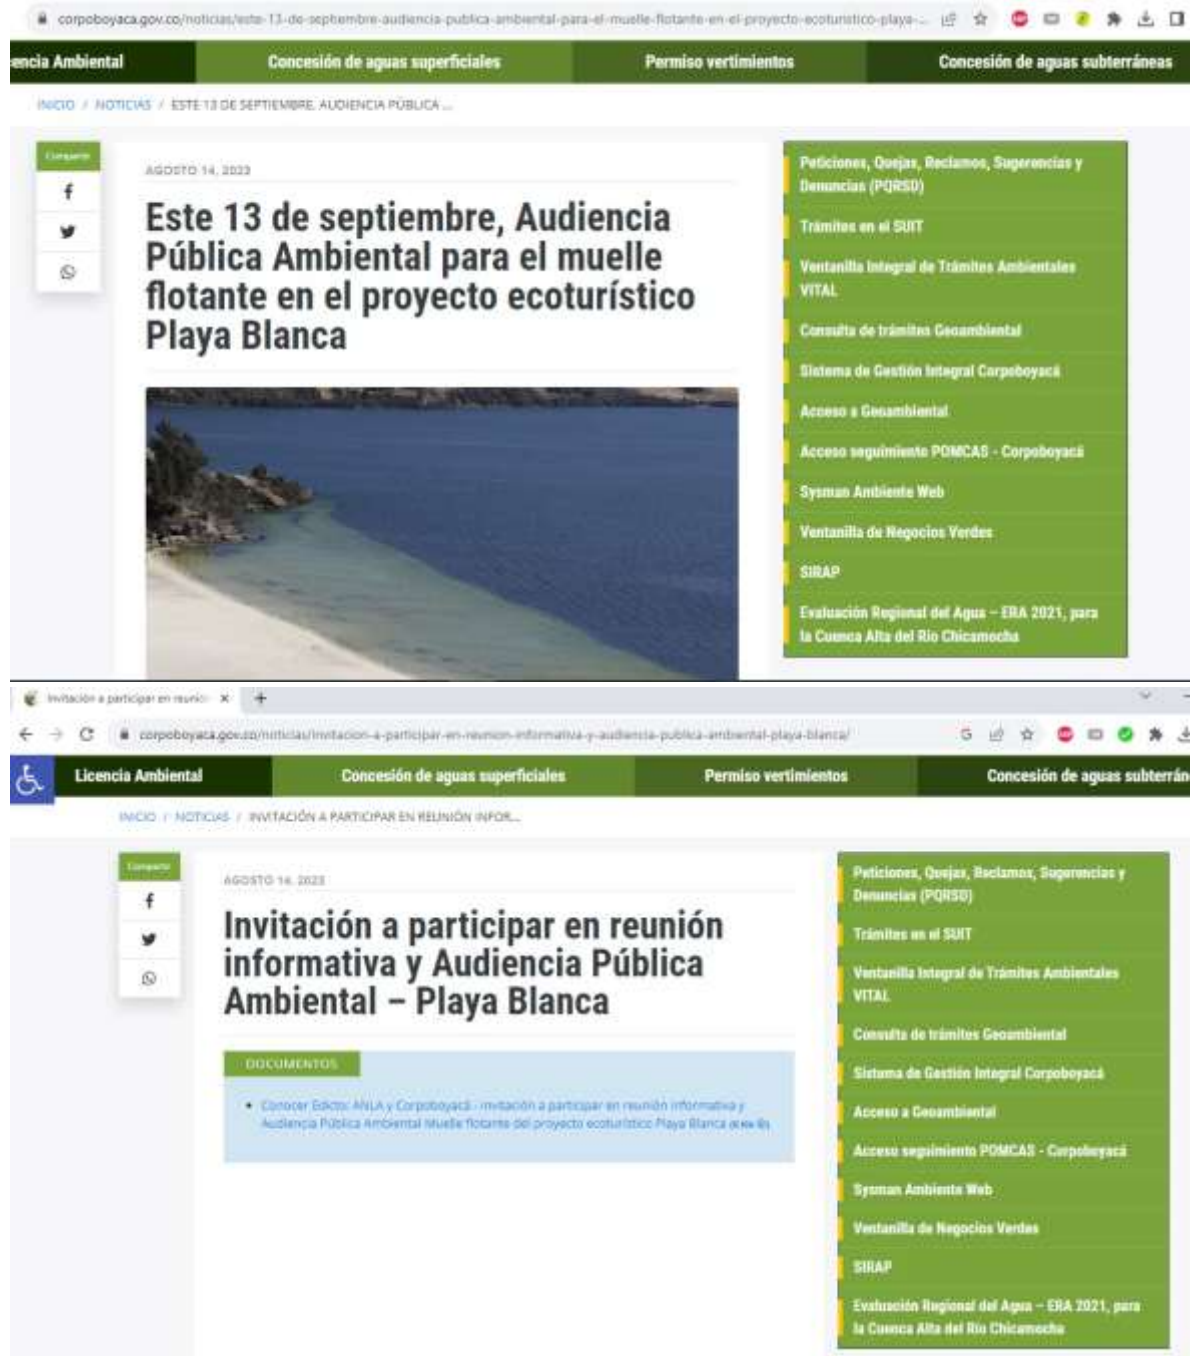 corpoboyaca.gov.co/noticias/este-13-de-septiembre-audiencia-publica-ambiental-para-el-muelle-flotante-en-el-proyecto-ecoturistico-playa-...
encia Ambiental
Concesión de aguas superficiales
Permiso vertimientos
Concesión de aguas subterráneas
INICIO / NOTICIAS / ESTE 13 DE SEPTIEMBRE, AUDIENCIA PÚBLICA ...
Compartir
AGOSTO 14, 2023
Este 13 de septiembre, Audiencia
Pública Ambiental para el muelle
flotante en el proyecto ecoturístico
Playa Blanca
Peticiones, Quejas, Reclamos, Sugerencias y
Denuncias (PQRSD)
Trámites en el SUIT
Ventanilla Integral de Trámites Ambientales
VITAL
Consulta de trámites Geoambiental
Sistema de Gestión Integral Corpoboyacá
Acceso a Geoambiental
Acceso seguimiento POMCAS - Corpoboyacá
Sysman Ambiente Web
Ventanilla de Negocios Verdes
SIRAP
Evaluación Regional del Agua – ERA 2021, para
la Cuenca Alta del Río Chicamocha
Invitación a participar en reunió
corpoboyaca.gov.co/noticias/invitacion-a-participar-en-reunion-informativa-y-audiencia-publica-ambiental-playa-blanca/
Licencia Ambiental
Concesión de aguas superficiales
Permiso vertimientos
Concesión de aguas subterrán
INICIO / NOTICIAS / INVITACIÓN A PARTICIPAR EN REUNIÓN INFOR...
Compartir
AGOSTO 14, 2023
Invitación a participar en reunión
informativa y Audiencia Pública
Ambiental – Playa Blanca
DOCUMENTOS
Conocer Edicto: ANLA y Corpoboyacá - invitación a participar en reunión informativa y
Audiencia Pública Ambiental Muelle flotante del proyecto ecoturístico Playa Blanca
Peticiones, Quejas, Reclamos, Sugerencias y
Denuncias (PQRSD)
Trámites en el SUIT
Ventanilla Integral de Trámites Ambientales
VITAL
Consulta de trámites Geoambiental
Sistema de Gestión Integral Corpoboyacá
Acceso a Geoambiental
Acceso seguimiento POMCAS - Corpoboyacá
Sysman Ambiente Web
Ventanilla de Negocios Verdes
SIRAP
Evaluación Regional del Agua – ERA 2021, para
la Cuenca Alta del Río Chicamocha